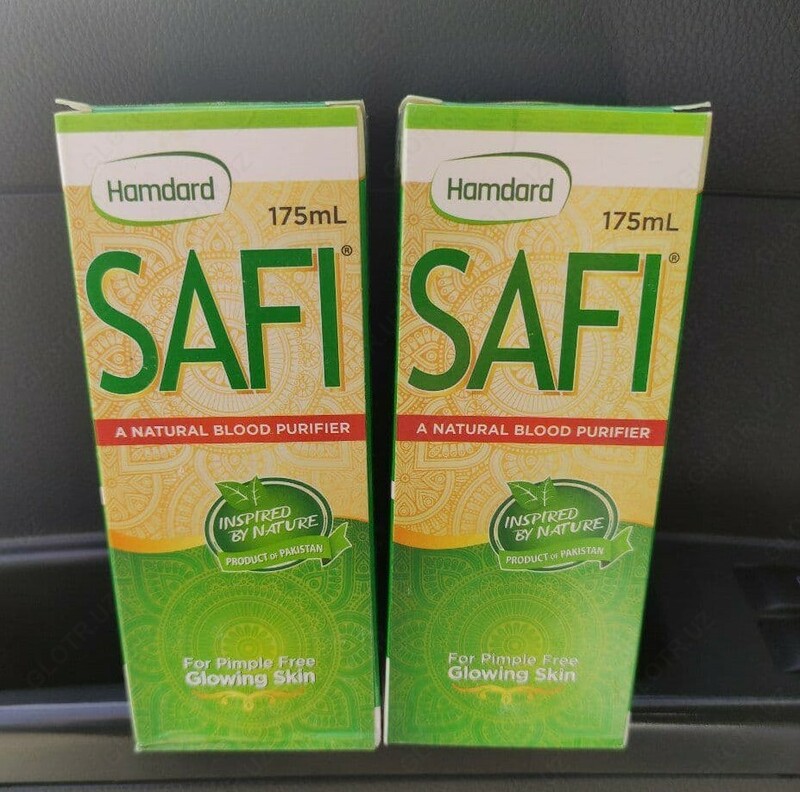 Hamdard
175mL
SAFI®
A NATURAL BLOOD PURIFIER
INSPIRED
BY NATURE
PRODUCT OF PAKISTAN
For Pimple Free
Glowing Skin
Hamdard
175mL
SAFI®
A NATURAL BLOOD PURIFIER
INSPIRED
BY NATURE
PRODUCT OF PAKISTAN
For Pimple Free
Glowing Skin